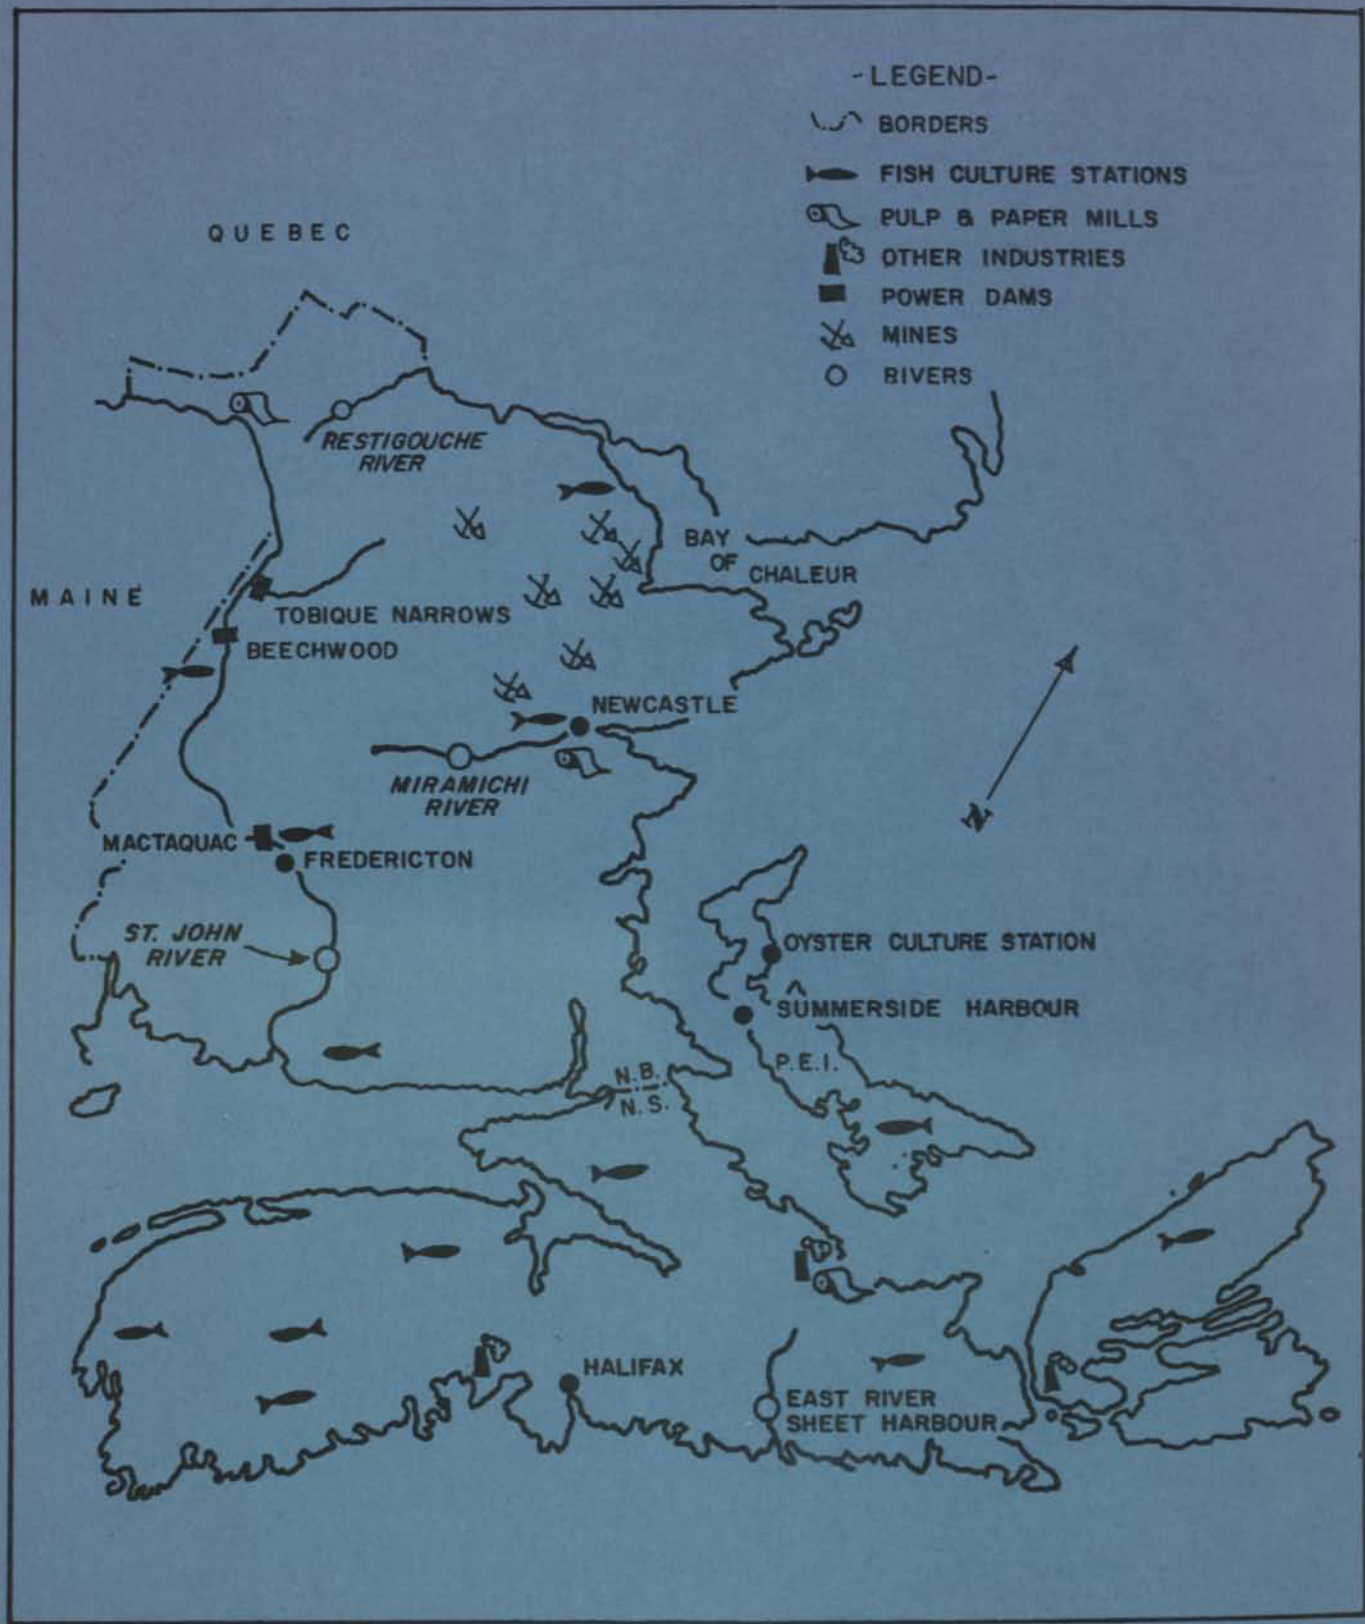 -LEGEND-
BORDERS
FISH CULTURE STATIONS
PULP & PAPER MILLS
OTHER INDUSTRIES
POWER DAMS
MINES
RIVERS
QUEBEC
RESTIGOUCHE
RIVER
BAY
OF
CHALEUR
MAINE
TOBIQUE NARROWS
BEECHWOOD
NEWCASTLE
MIRAMICHI
RIVER
N
MACTAQUAC
FREDERICTON
ST. JOHN
RIVER
OYSTER CULTURE STATION
SUMMERSIDE HARBOUR
P.E.I.
N.B.
N.S.
HALIFAX
EAST RIVER
SHEET HARBOUR